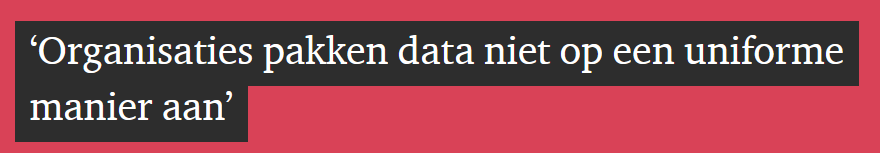 ‘Organisaties pakken data niet op een uniforme
manier aan’